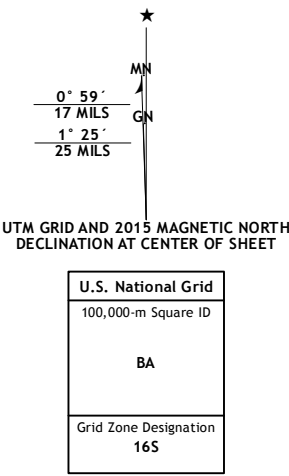 ★
MN
0° 59´
17 MILS
GN
1° 25´
25 MILS
UTM GRID AND 2015 MAGNETIC NORTH
DECLINATION AT CENTER OF SHEET
U.S. National Grid
100,000-m Square ID
BA
Grid Zone Designation
16S